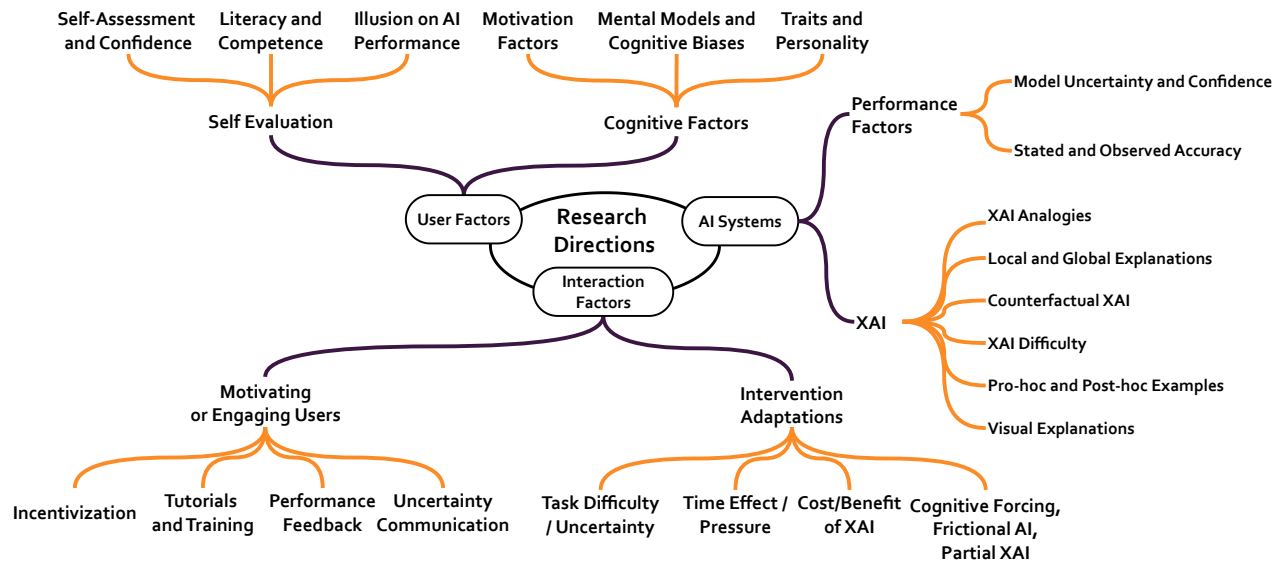 Self-Assessment
and Confidence
Literacy and
Competence
Illusion on AI
Performance
Motivation
Factors
Mental Models and
Cognitive Biases
Traits and
Personality
Self Evaluation
Cognitive Factors
Performance
Factors
Model Uncertainty and Confidence
Stated and Observed Accuracy
User Factors
Research
Directions
AI Systems
Interaction
Factors
XAI
XAI Analogies
Local and Global Explanations
Counterfactual XAI
XAI Difficulty
Pro-hoc and Post-hoc Examples
Visual Explanations
Motivating
or Engaging Users
Intervention
Adaptations
Incentivization
Tutorials
and Training
Performance
Feedback
Uncertainty
Communication
Task Difficulty
/ Uncertainty
Time Effect /
Pressure
Cost/Benefit
of XAI
Cognitive Forcing,
Frictional AI,
Partial XAI